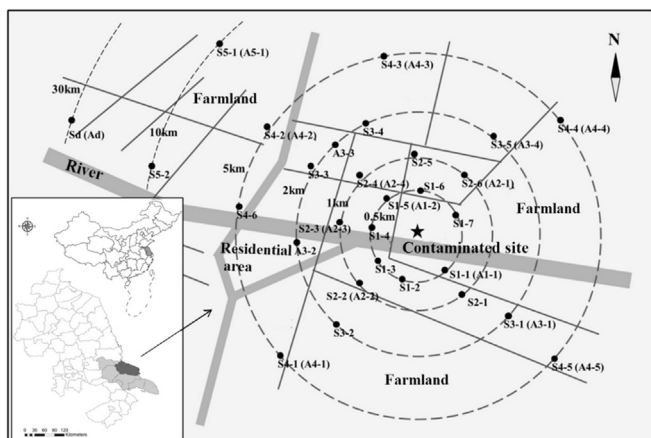 S5-1 (A5-1)
N
S4-3 (A4-3)
Farmland
30km
Sd (Ad)
10km
S4-2 (A4-2)
S3-4
S4-4 (A4-4)
A3-3
S3-5 (A3-4)
S2-5
5km
S5-2
S3-3
River
2km
S2-4 (A2-4)
S1-6
S2-6 (A2-1)
S4-6
1km
S1-5 (A1-2)
Farmland
0.5km
S2-3 (A2-3)
S1-4
S1-7
Residential
area
A3-2
Contaminated site
S1-3
S1-1 (A1-1)
S1-2
S2-2 (A2-2)
S2-1
S3-2
S3-1 (A3-1)
S4-1 (A4-1)
S4-5 (A4-5)
Farmland
0 30 60 90 120
Kilometers